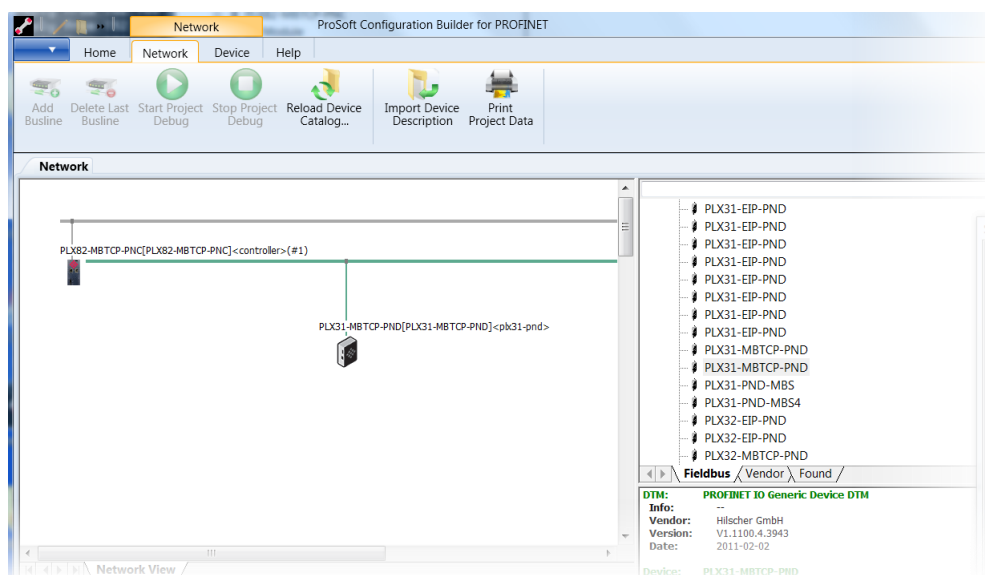 Network
ProSoft Configuration Builder for PROFINET
Home Network Device Help
Add Busline
Delete Last Busline
Start Project Debug
Stop Project Debug
Reload Device Catalog...
Import Device Description
Print Project Data
Network
PLX82-MBTCP-PNC[PLX82-MBTCP-PNC]<controller>(#1)
PLX31-MBTCP-PND[PLX31-MBTCP-PND]<plx31-pnd>
PLX31-EIP-PND
PLX31-EIP-PND
PLX31-EIP-PND
PLX31-EIP-PND
PLX31-EIP-PND
PLX31-EIP-PND
PLX31-EIP-PND
PLX31-EIP-PND
PLX31-MBTCP-PND
PLX31-MBTCP-PND
PLX31-PND-MBS
PLX31-PND-MBS4
PLX32-EIP-PND
PLX32-EIP-PND
PLX32-MBTCP-PND
Fieldbus Vendor Found
DTM: PROFINET IO Generic Device DTM
Info: --
Vendor: Hilscher GmbH
Version: V1.1100.4.3943
Date: 2011-02-02
Device: PLX31-MBTCP-PND
Network View